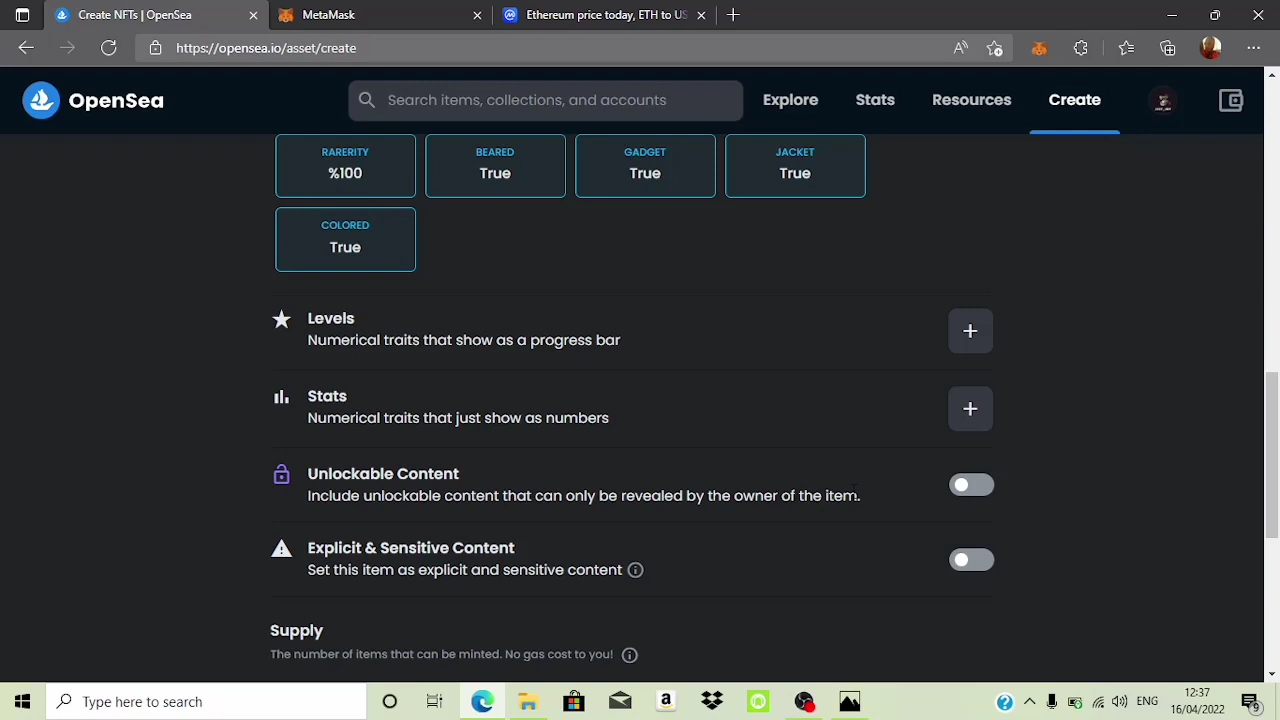 Create NFTs | OpenSea
MetaMask
Ethereum price today, ETH to US
https://opensea.io/asset/create
OpenSea
Search items, collections, and accounts
Explore
Stats
Resources
Create
RARERITY
%100
BEARED
True
GADGET
True
JACKET
True
COLORED
True
Levels
Numerical traits that show as a progress bar
Stats
Numerical traits that just show as numbers
Unlockable Content
Include unlockable content that can only be revealed by the owner of the item.
Explicit & Sensitive Content
Set this item as explicit and sensitive content
Supply
The number of items that can be minted. No gas cost to you!
Type here to search
ENG
12:37
16/04/2022
9